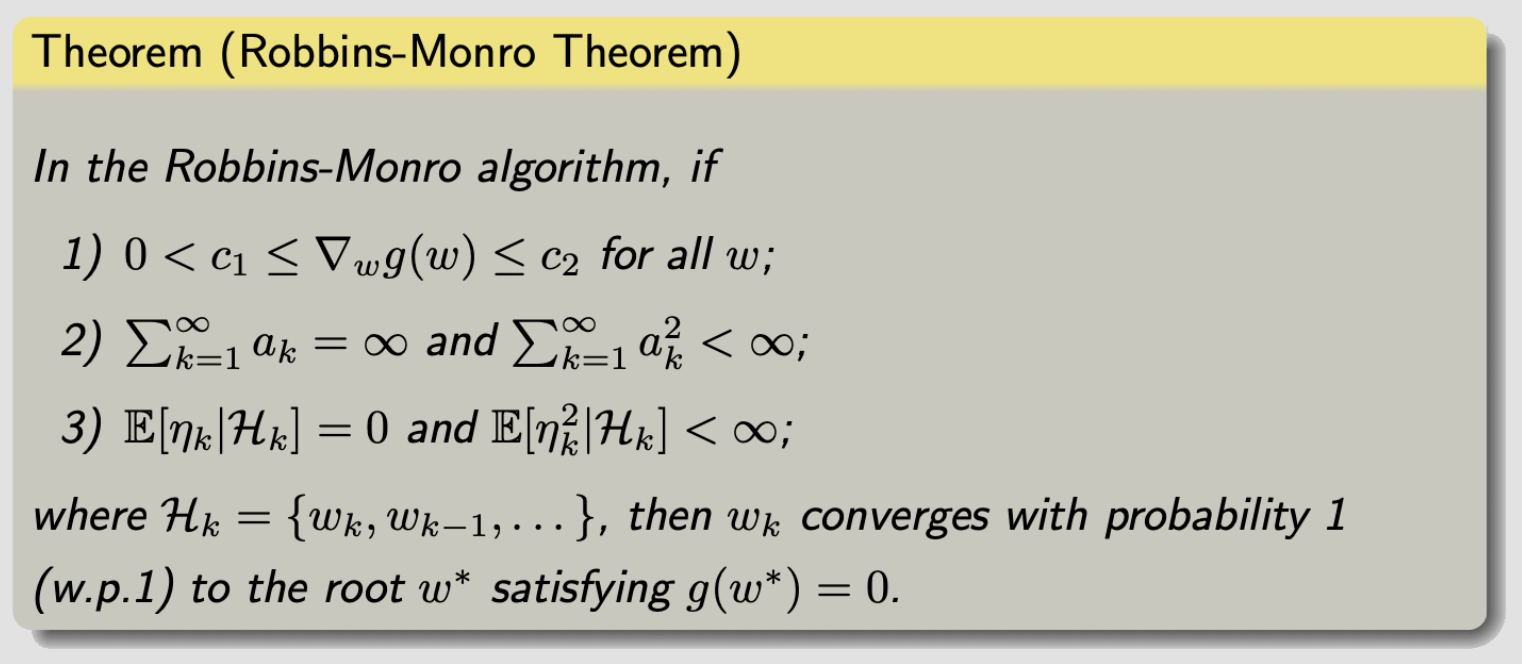 Theorem (Robbins-Monro Theorem)
In the Robbins-Monro algorithm, if
1) $0 < c_1 \leq \nabla_w g(w) \leq c_2$ for all $w$;
2) $\sum_{k=1}^{\infty} a_k = \infty$ and $\sum_{k=1}^{\infty} a_k^2 < \infty$;
3) $\mathbb{E}[\eta_k|\mathcal{H}_k] = 0$ and $\mathbb{E}[\eta_k^2|\mathcal{H}_k] < \infty$;
where $\mathcal{H}_k = \{w_k, w_{k-1}, \dots\}$, then $w_k$ converges with probability 1
(w.p.1) to the root $w^*$ satisfying $g(w^*) = 0$.